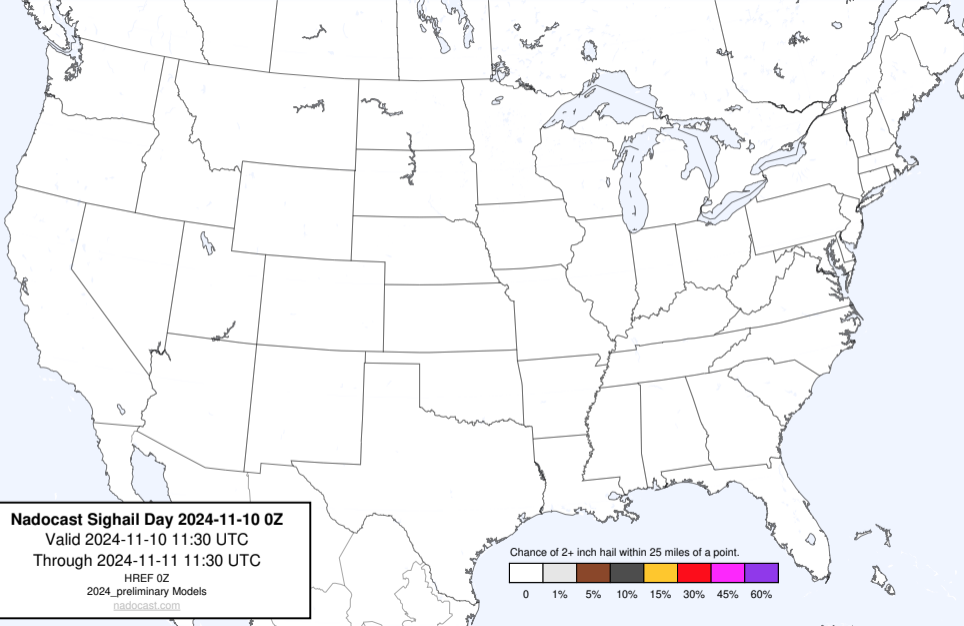 Nadocast Sighail Day 2024-11-10 0Z
Valid 2024-11-10 11:30 UTC
Through 2024-11-11 11:30 UTC
HREF 0Z
2024_preliminary Models
nadocast.com
Chance of 2+ inch hail within 25 miles of a point.
0 1% 5% 10% 15% 30% 45% 60%